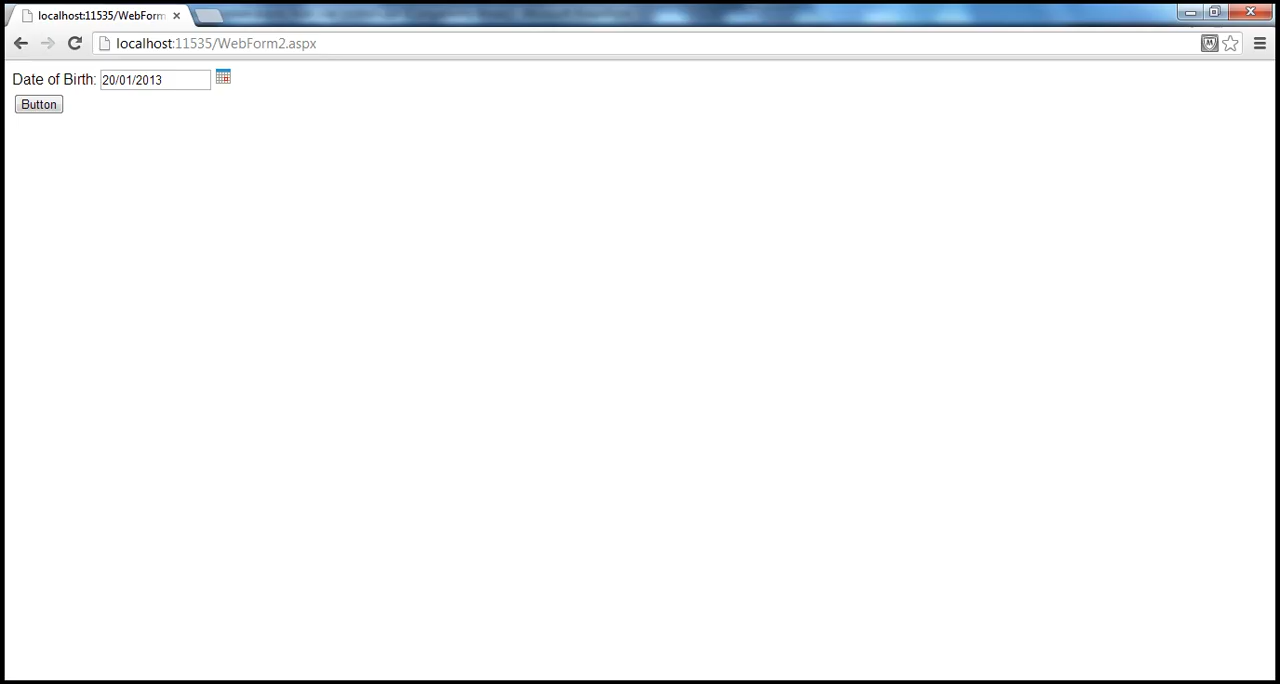 localhost:11535/WebForm
localhost:11535/WebForm2.aspx
Date of Birth: 20/01/2013
Button